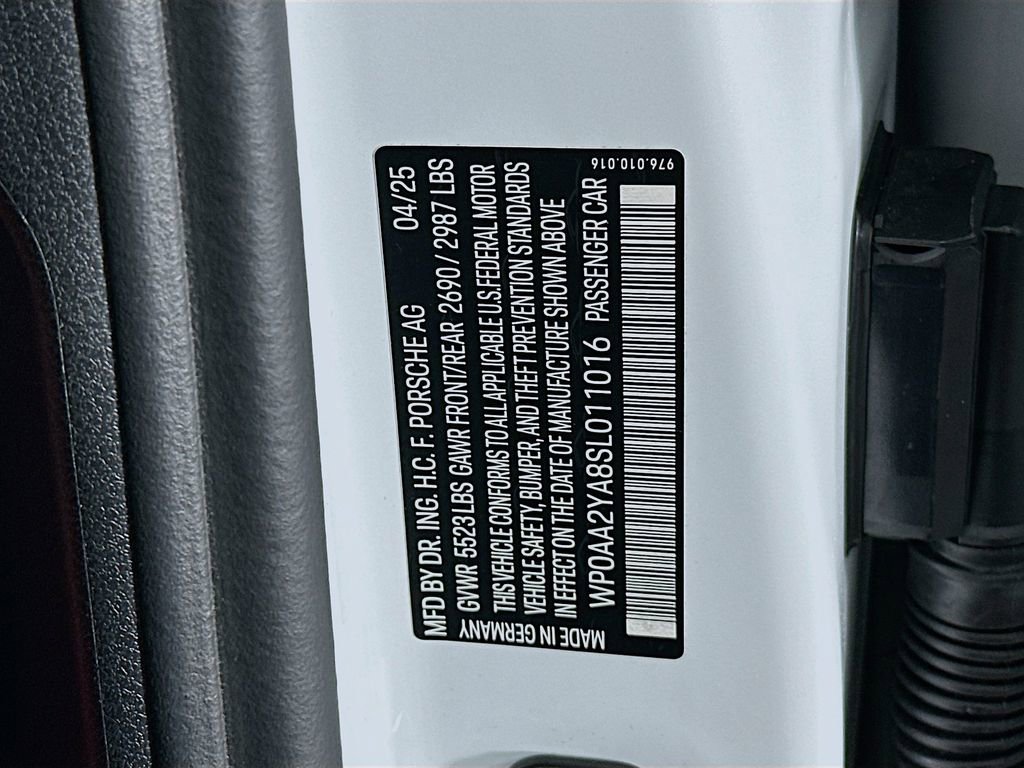 MFD BY DR. ING. H.C. F. PORSCHE AG 04/25
GVWR 5523 LBS GAWR FRONT/REAR 2690 / 2987 LBS
THIS VEHICLE CONFORMS TO ALL APPLICABLE U.S. FEDERAL MOTOR
VEHICLE SAFETY, BUMPER, AND THEFT PREVENTION STANDARDS
IN EFFECT ON THE DATE OF MANUFACTURE SHOWN ABOVE
WP0AA2YA8SL011016 PASSENGER CAR
MADE IN GERMANY
976.010.016